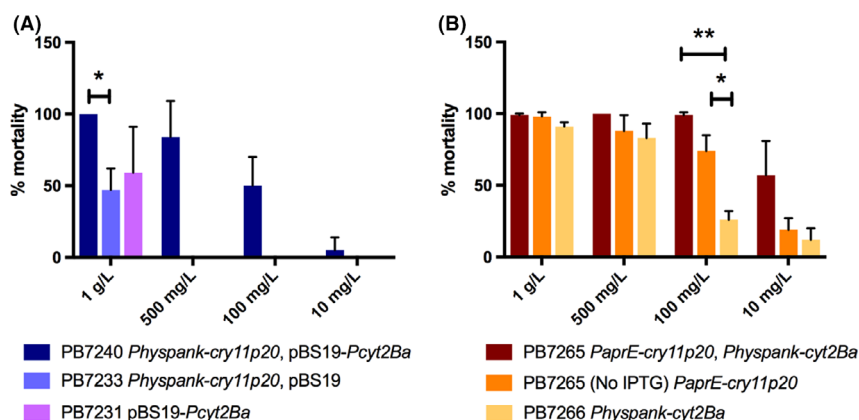 (A)
150
100
50
0
% mortality
*
1 g/L
500 mg/L
100 mg/L
10 mg/L
PB7240 Physpank-cry11p20, pBS19-Pcyt2Ba
PB7233 Physpank-cry11p20, pBS19
PB7231 pBS19-Pcyt2Ba
(B)
150
100
50
0
% mortality
**
*
1 g/L
500 mg/L
100 mg/L
10 mg/L
PB7265 PaprE-cry11p20, Physpank-cyt2Ba
PB7265 (No IPTG) PaprE-cry11p20
PB7266 Physpank-cyt2Ba